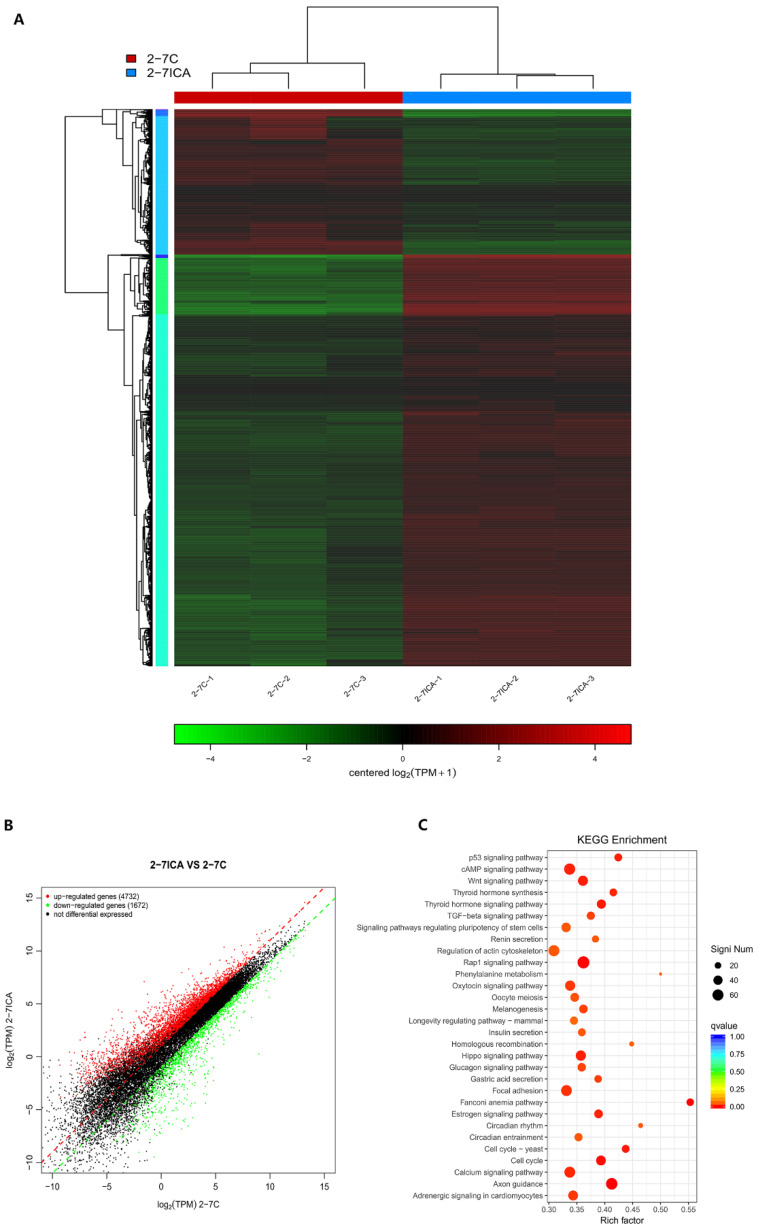 A
2-7C
2-7ICA
2-7C-1
2-7C-2
2-7C-3
2-7ICA-1
2-7ICA-2
2-7ICA-3
-4
-2
0
2
4
centered log2(TPM+1)
B
2-7ICA VS 2-7C
up-regulated genes (4732)
down-regulated genes (1672)
not differential expressed
log2(TPM) 2-7ICA
15
10
5
0
-5
-10
-10
-5
0
5
10
15
log2(TPM) 2-7C
C
KEGG Enrichment
p53 signaling pathway
cAMP signaling pathway
Wnt signaling pathway
Thyroid hormone synthesis
Thyroid hormone signaling pathway
TGF-beta signaling pathway
Signaling pathways regulating pluripotency of stem cells
Renin secretion
Regulation of actin cytoskeleton
Rap1 signaling pathway
Phenylalanine metabolism
Oxytocin signaling pathway
Oocyte meiosis
Melanogenesis
Longevity regulating pathway - mammal
Insulin secretion
Homologous recombination
Hippo signaling pathway
Glucagon signaling pathway
Gastric acid secretion
Focal adhesion
Fanconi anemia pathway
Estrogen signaling pathway
Circadian rhythm
Circadian entrainment
Cell cycle - yeast
Cell cycle
Calcium signaling pathway
Axon guidance
Adrenergic signaling in cardiomyocytes
0.30
0.35
0.40
0.45
0.50
0.55
Rich factor
Signi Num
20
40
60
qvalue
1.00
0.75
0.50
0.25
0.00